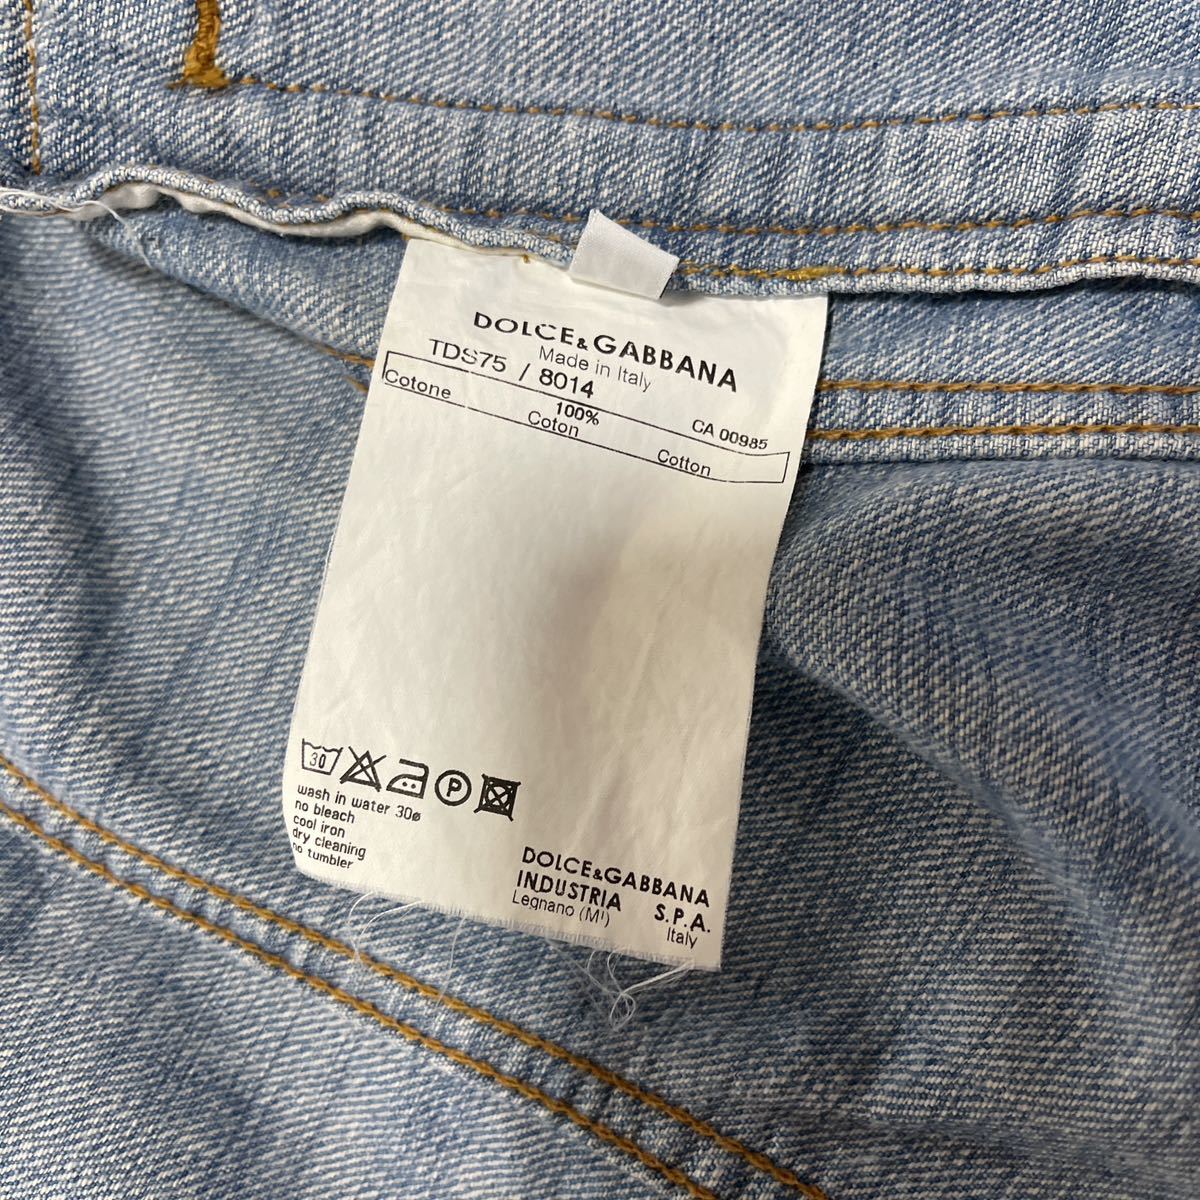 DOLCE&GABBANA
Made in Italy
TDS75 / 8014
CA 00985
100%
Cotone Coton Cotton
30 P
wash in water 30ø
no bleach
cool iron
dry cleaning
no tumbler
DOLCE&GABBANA
INDUSTRIA S.P.A.
Legnano (MI) Italy